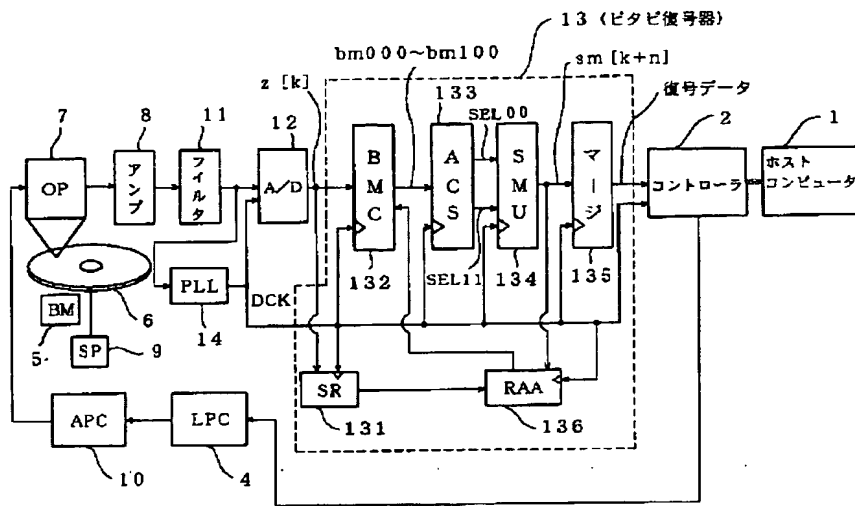 13 (ビタビ復号器)
bm000~bm100
sm [k+n]
z [k]
133
復号データ
SEL00
7
8
11
12
2
1
OP
アンプ
フィルタ
A/D
BMC
ACS
SMU
マージ
コントローラ
ホスト
コンピュータ
132
SEL11
134
135
PLL
DCK
14
BM
6
5
SP
9
SR
RAA
131
136
APC
LPC
10
4